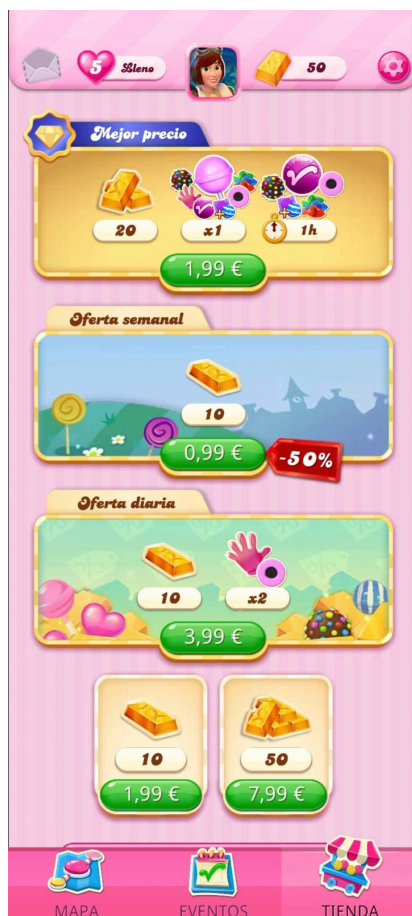 5 Lleno
50
Mejor precio
20 x1 1h
1,99 €
Oferta semanal
10
0,99 €
-50%
Oferta diaria
10 x2
3,99 €
10 50
1,99 € 7,99 €
MAPA EVENTOS TIENDA